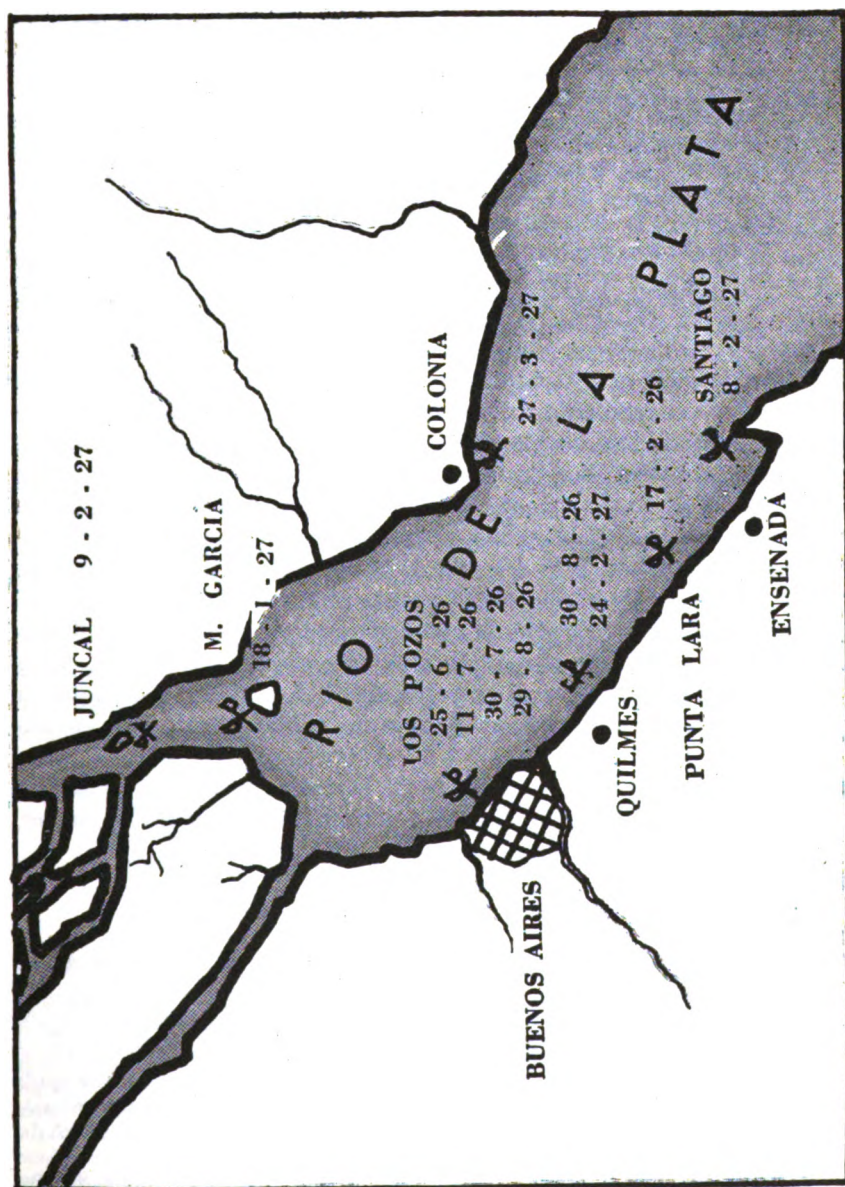 JUNCAL 9 - 2 - 27
M. GARCIA
18 - 1 - 27
COLONIA
27 - 3 - 27
RIO DE LA PLATA
LOS POZOS
25 - 6 - 26
11 - 7 - 26
30 - 7 - 26
29 - 8 - 26
30 - 8 - 26
24 - 2 - 27
17 - 2 - 26
SANTIAGO
8 - 2 - 27
BUENOS AIRES
QUILMES
PUNTA LARA
ENSENADA